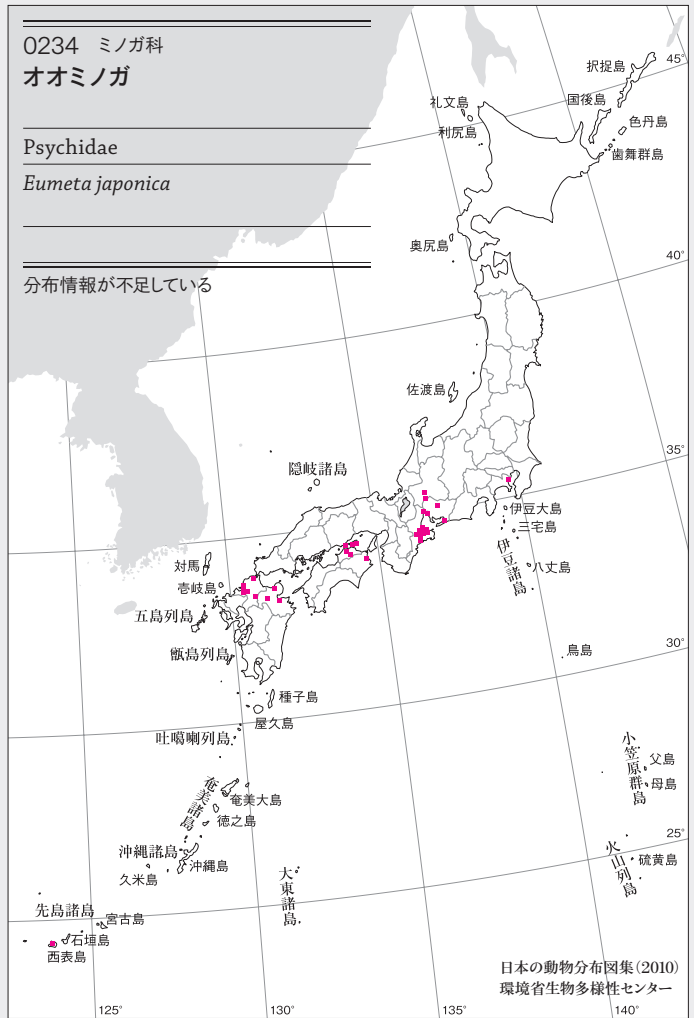 0234 ミノガ科
オオミノガ
Psychidae
Eumeta japonica
分布情報が不足している
択捉島
45°
礼文島
国後島
利尻島
色丹島
歯舞群島
奥尻島
40°
佐渡島
35°
隠岐諸島
伊豆大島
三宅島
伊豆諸島
八丈島
対馬
壱岐島
五島列島
甑島列島
鳥島
30°
種子島
屋久島
吐噶喇列島
小笠原群島
父島
母島
奄美諸島
奄美大島
徳之島
25°
沖縄諸島
沖縄島
久米島
火山列島
硫黄島
大東諸島
先島諸島
宮古島
石垣島
西表島
日本の動物分布図集(2010)
環境省生物多様性センター
125°
130°
135°
140°